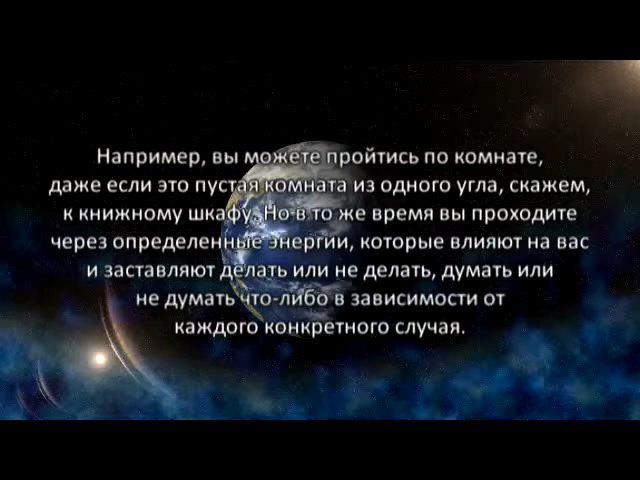 Например, вы можете пройтись по комнате,
даже если это пустая комната из одного угла, скажем,
к книжному шкафу. Но в то же время вы проходите
через определенные энергии, которые влияют на вас
и заставляют делать или не делать, думать или
не думать что-либо в зависимости от
каждого конкретного случая.